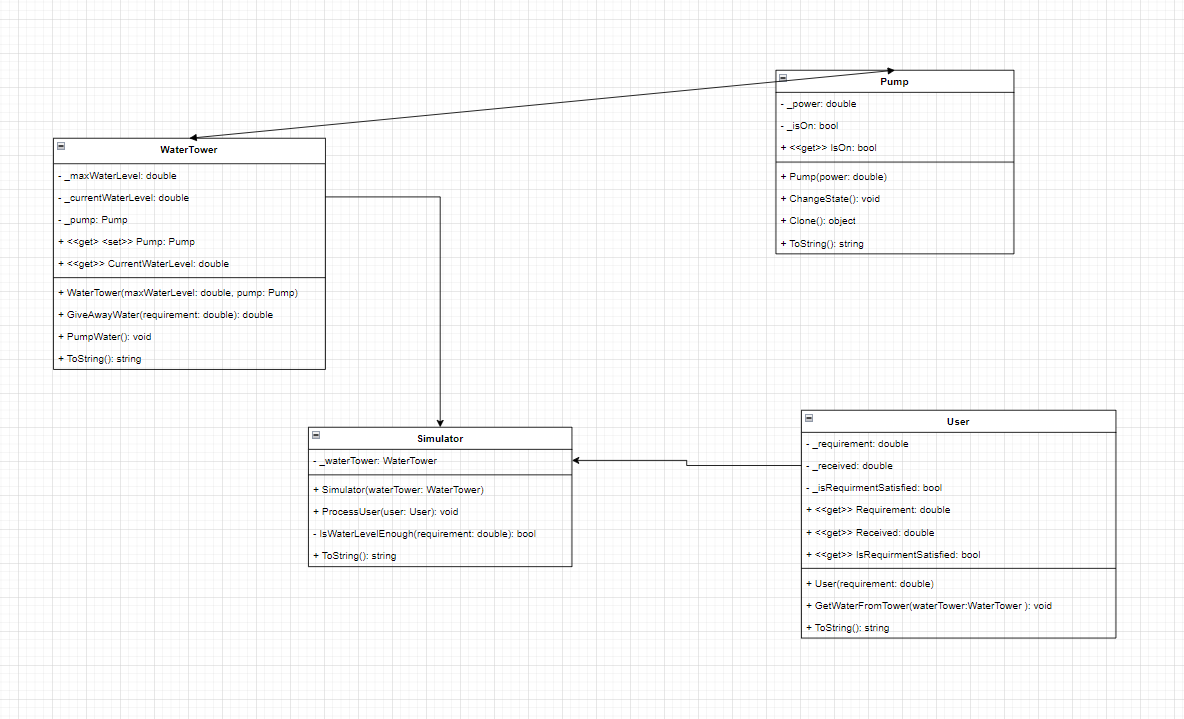 Pump
- _power: double
- _isOn: bool
+ <<get>> IsOn: bool
+ Pump(power: double)
+ ChangeState(): void
+ Clone(): object
+ ToString(): string
WaterTower
- _maxWaterLevel: double
- _currentWaterLevel: double
- _pump: Pump
+ <<get> <set>> Pump: Pump
+ <<get>> CurrentWaterLevel: double
+ WaterTower(maxWaterLevel: double, pump: Pump)
+ GiveAwayWater(requirement: double): double
+ PumpWater(): void
+ ToString(): string
Simulator
- _waterTower: WaterTower
+ Simulator(waterTower: WaterTower)
+ ProcessUser(user: User): void
- IsWaterLevelEnough(requirement: double): bool
+ ToString(): string
User
- _requirement: double
- _received: double
- _isRequirmentSatisfied: bool
+ <<get>> Requirement: double
+ <<get>> Received: double
+ <<get>> IsRequirmentSatisfied: bool
+ User(requirement: double)
+ GetWaterFromTower(waterTower:WaterTower ): void
+ ToString(): string